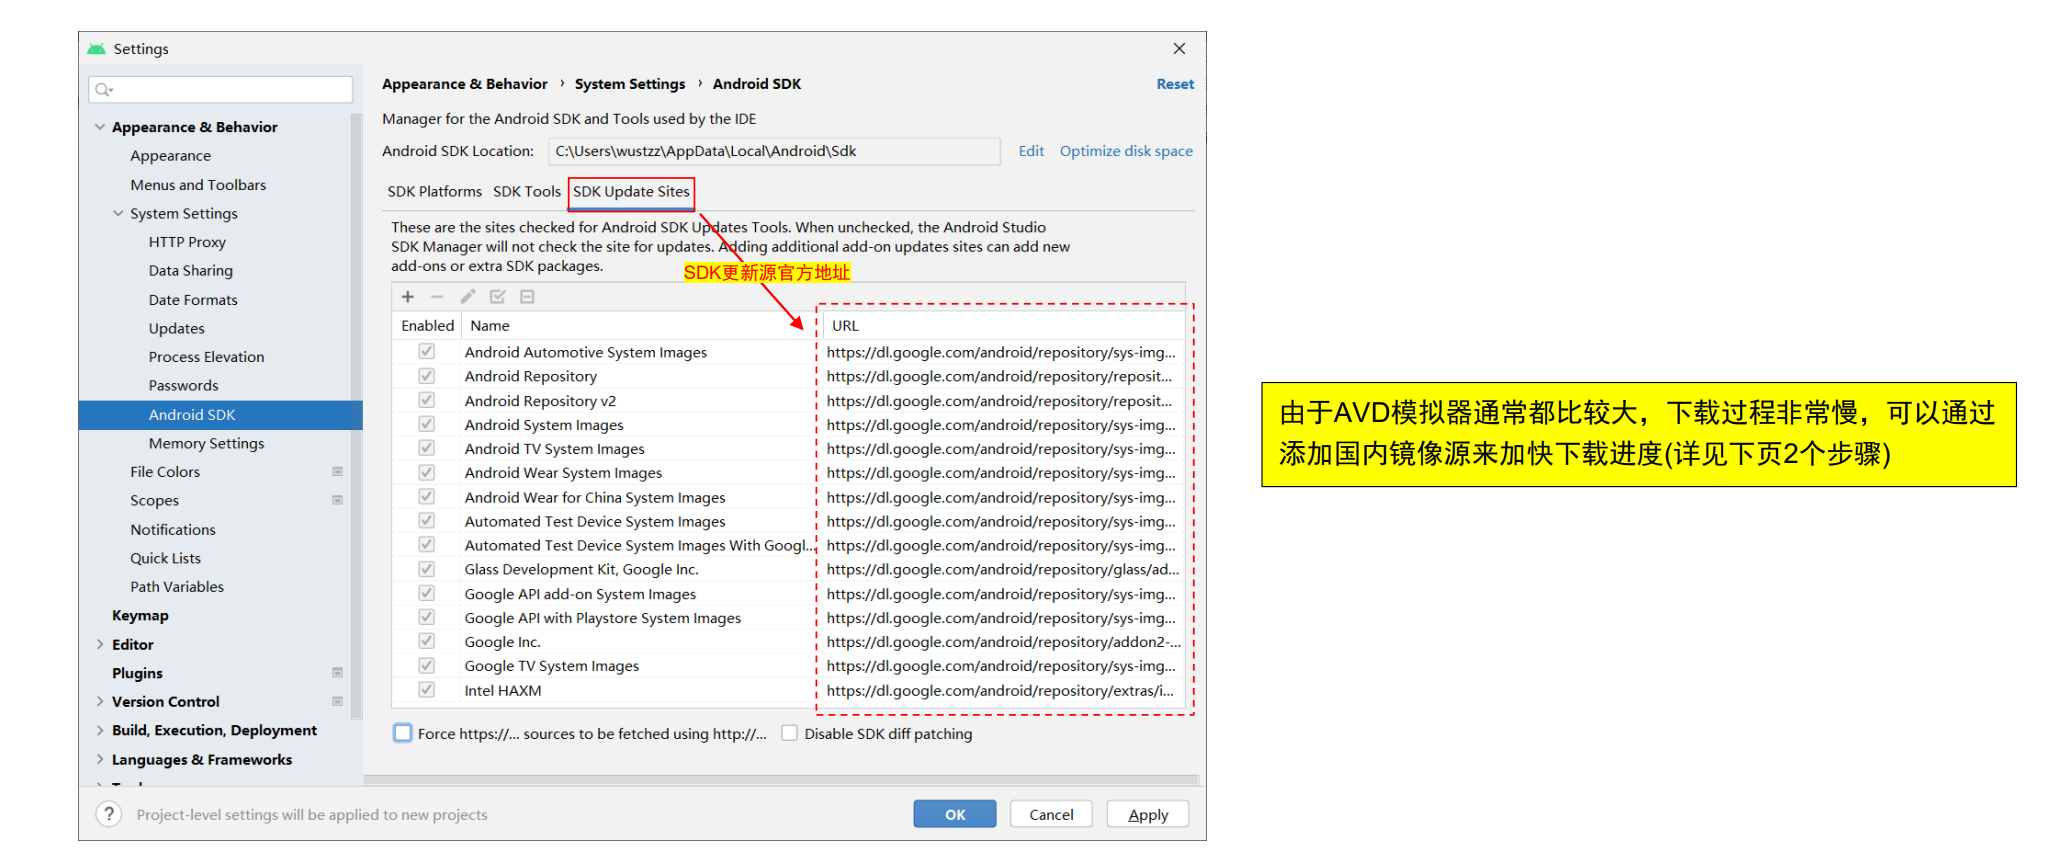 Settings
Appearance & Behavior
Appearance
Menus and Toolbars
System Settings
HTTP Proxy
Data Sharing
Date Formats
Updates
Process Elevation
Passwords
Android SDK
Memory Settings
File Colors
Scopes
Notifications
Quick Lists
Path Variables
Keymap
Editor
Plugins
Version Control
Build, Execution, Deployment
Languages & Frameworks
Appearance & Behavior › System Settings › Android SDK
Reset
Manager for the Android SDK and Tools used by the IDE
Android SDK Location: C:\Users\wustzz\AppData\Local\Android\Sdk Edit Optimize disk space
SDK Platforms SDK Tools SDK Update Sites
These are the sites checked for Android SDK Updates Tools. When unchecked, the Android Studio
SDK Manager will not check the site for updates. Adding additional add-on updates sites can add new
add-ons or extra SDK packages.
SDK更新源官方地址
Enabled Name URL
Android Automotive System Images https://dl.google.com/android/repository/sys-img...
Android Repository https://dl.google.com/android/repository/reposit...
Android Repository v2 https://dl.google.com/android/repository/reposit...
Android System Images https://dl.google.com/android/repository/sys-img...
Android TV System Images https://dl.google.com/android/repository/sys-img...
Android Wear System Images https://dl.google.com/android/repository/sys-img...
Android Wear for China System Images https://dl.google.com/android/repository/sys-img...
Automated Test Device System Images https://dl.google.com/android/repository/sys-img...
Automated Test Device System Images With Googl... https://dl.google.com/android/repository/sys-img...
Glass Development Kit, Google Inc. https://dl.google.com/android/repository/glass/ad...
Google API add-on System Images https://dl.google.com/android/repository/sys-img...
Google API with Playstore System Images https://dl.google.com/android/repository/sys-img...
Google Inc. https://dl.google.com/android/repository/addon2-...
Google TV System Images https://dl.google.com/android/repository/sys-img...
Intel HAXM https://dl.google.com/android/repository/extras/i...
Force https://... sources to be fetched using http://... Disable SDK diff patching
? Project-level settings will be applied to new projects
OK Cancel Apply
由于AVD模拟器通常都比较大，下载过程非常慢，可以通过
添加国内镜像源来加快下载进度(详见下页2个步骤)